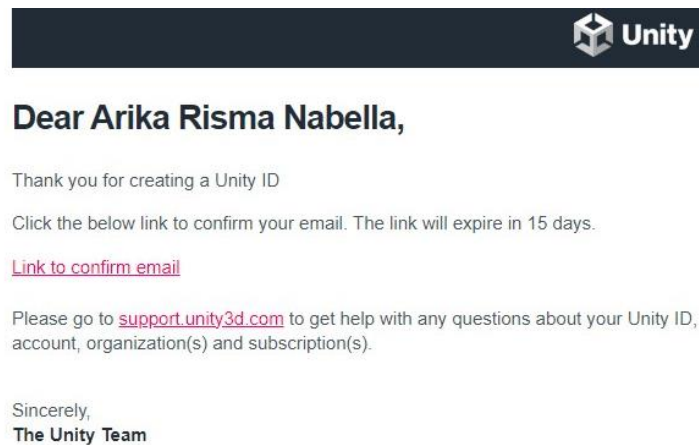 Unity
Dear Arika Risma Nabella,
Thank you for creating a Unity ID
Click the below link to confirm your email. The link will expire in 15 days.
Link to confirm email
Please go to support.unity3d.com to get help with any questions about your Unity ID,
account, organization(s) and subscription(s).
Sincerely,
The Unity Team